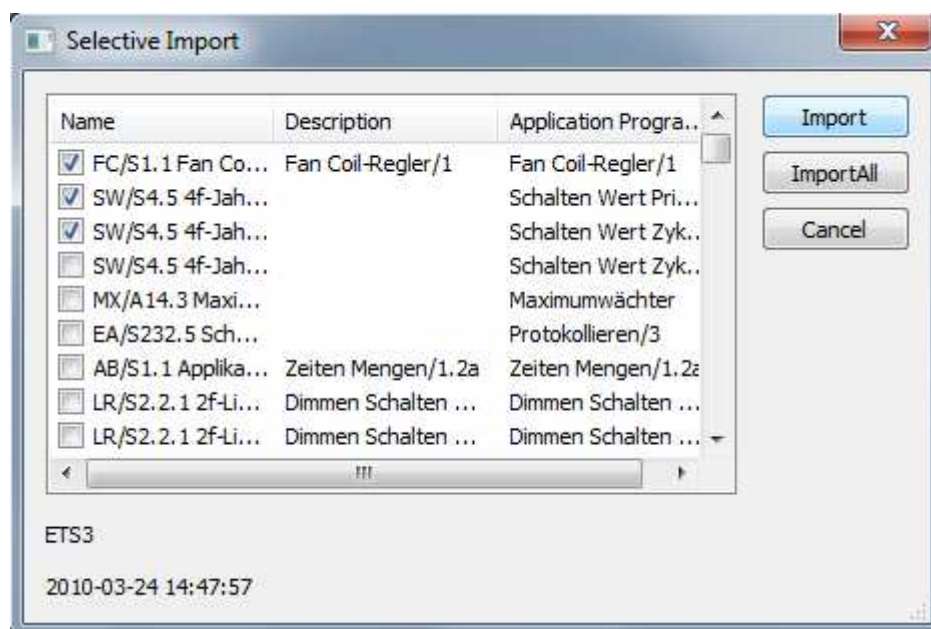 Selective Import
Name Description Application Progra..
FC/S1.1 Fan Co... Fan Coil-Regler/1 Fan Coil-Regler/1
SW/S4.5 4f-Jah... Schalten Wert Pri...
SW/S4.5 4f-Jah... Schalten Wert Zyk..
SW/S4.5 4f-Jah... Schalten Wert Zyk..
MX/A14.3 Maxi... Maximumwächter
EA/S232.5 Sch... Protokollieren/3
AB/S1.1 Applika... Zeiten Mengen/1.2a Zeiten Mengen/1.2a
LR/S2.2.1 2f-Li... Dimmen Schalten ... Dimmen Schalten ...
LR/S2.2.1 2f-Li... Dimmen Schalten ... Dimmen Schalten ...
Import
ImportAll
Cancel
ETS3
2010-03-24 14:47:57